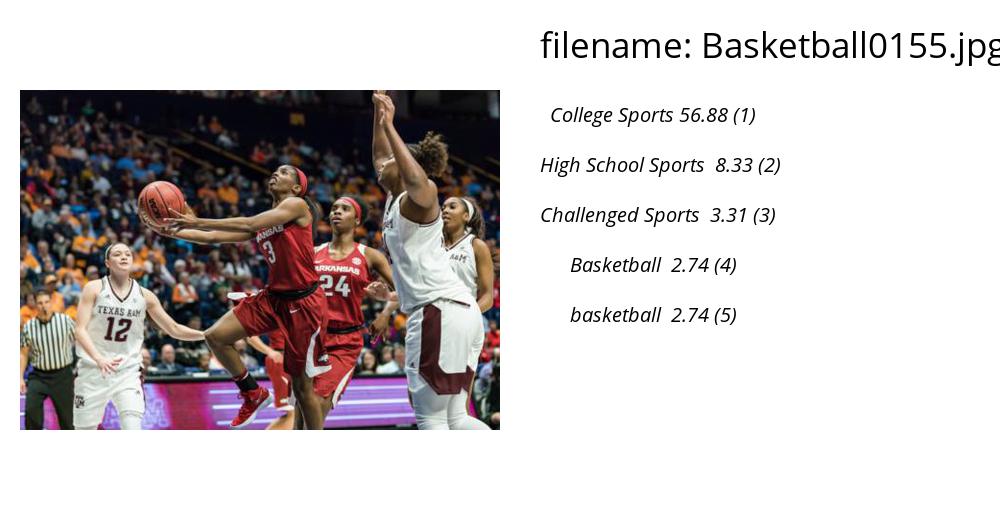 filename: Basketball0155.jpg
College Sports 56.88 (1)
High School Sports 8.33 (2)
Challenged Sports 3.31 (3)
Basketball 2.74 (4)
basketball 2.74 (5)
KANSAS
3
ARKANSAS
24
TEXAS A&M
12
A&M